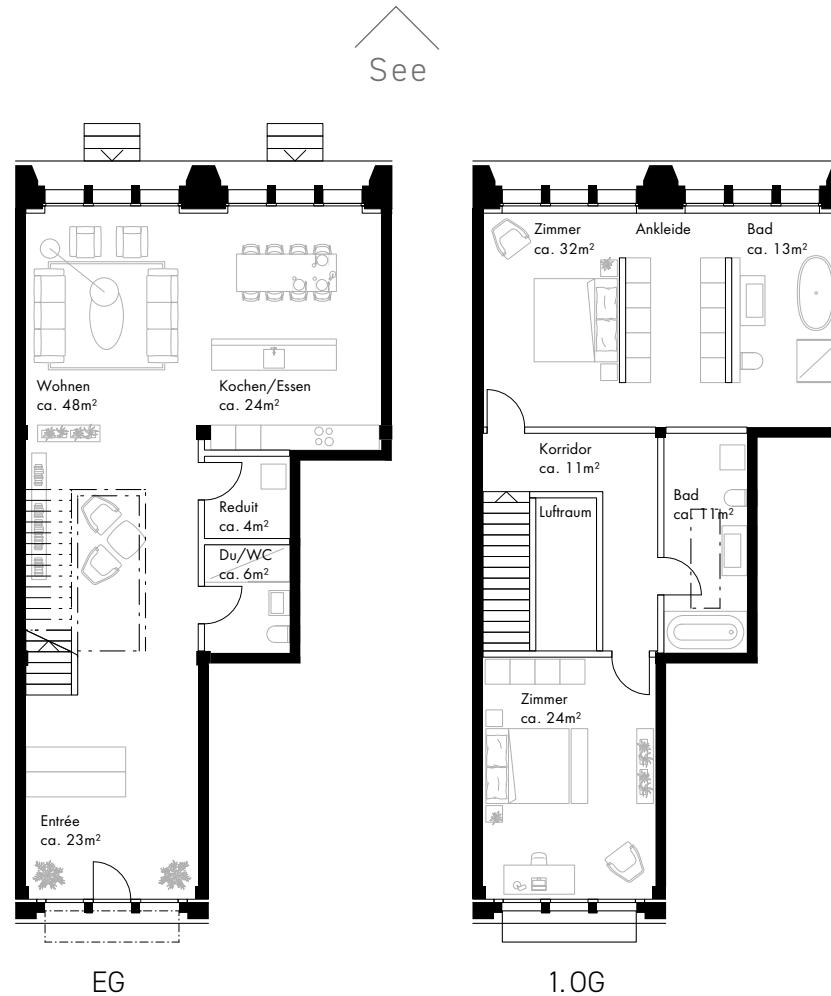 See
Wohnen
ca. 48m²
Kochen/Essen
ca. 24m²
Reduit
ca. 4m²
Du/WC
ca. 6m²
Entrée
ca. 23m²
EG
Zimmer
ca. 32m²
Ankleide
Bad
ca. 13m²
Korridor
ca. 11m²
Luftraum
Bad
ca. 11m²
Zimmer
ca. 24m²
1.OG